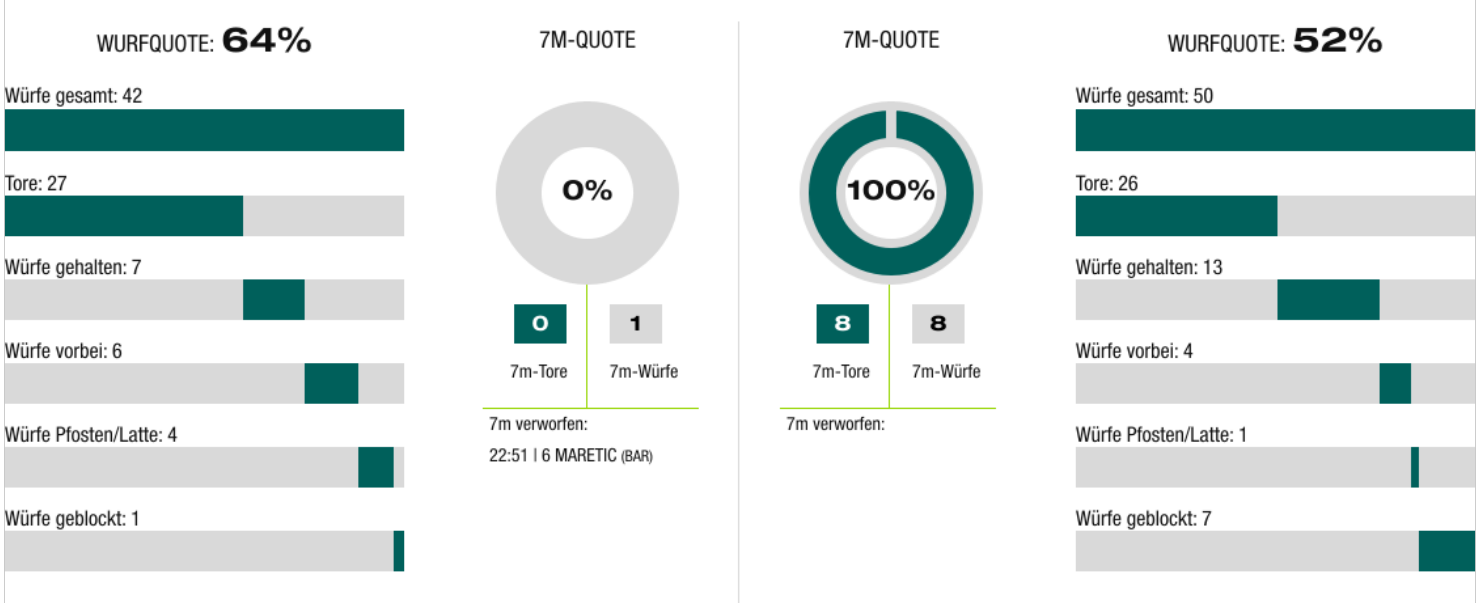 WURFQUOTE: 64%
Würfe gesamt: 42
Tore: 27
Würfe gehalten: 7
Würfe vorbei: 6
Würfe Pfosten/Latte: 4
Würfe geblockt: 1
7M-QUOTE
0%
0
1
7m-Tore
7m-Würfe
7m verworfen:
22:51 | 6 MARETIC (BAR)
7M-QUOTE
100%
8
8
7m-Tore
7m-Würfe
7m verworfen:
WURFQUOTE: 52%
Würfe gesamt: 50
Tore: 26
Würfe gehalten: 13
Würfe vorbei: 4
Würfe Pfosten/Latte: 1
Würfe geblockt: 7